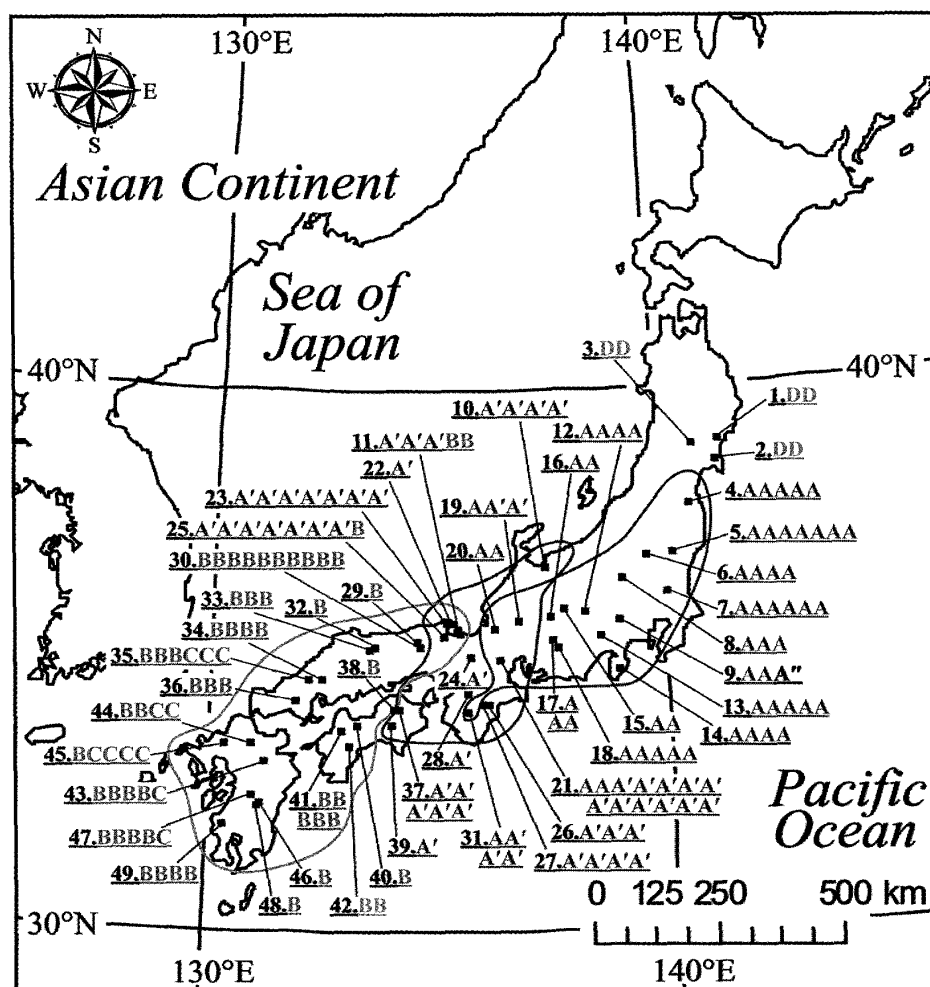 130°E
140°E
N
W
E
S
Asian Continent
Sea of
Japan
40°N
40°N
3.DD
1.DD
2.DD
10.A'A'A'A'
12.AAAA
11.A'A'A'BB
16.AA
22.A'
4.AAAAA
23.A'A'A'A'A'A'A'
19.AA'A'
25.A'A'A'A'A'A'A'B
5.AAAAAAA
20.AA
30.BBBBBBBBBB
29.B
6.AAAA
33.BBB
32.B
7.AAAAAA
34.BBBB
8.AAA
35.BBBCCC
38.B
9.AAA"
24.A'
36.BBB
17.A
AA
13.AAAAA
44.BBCC
15.AA
14.AAAA
28.A'
18.AAAAA
45.BCCCC
41.BB
BBB
37.A'A'
A'A'A'
21.AAA'A'A'A'A'
A'A'A'A'A'A'
43.BBBBC
Pacific
Ocean
31.AA'
A'A'
26.A'A'A'
47.BBBBC
39.A'
27.A'A'A'A'
49.BBBB
46.B
40.B
48.B
42.BB
0 125 250 500 km
30°N
130°E
140°E